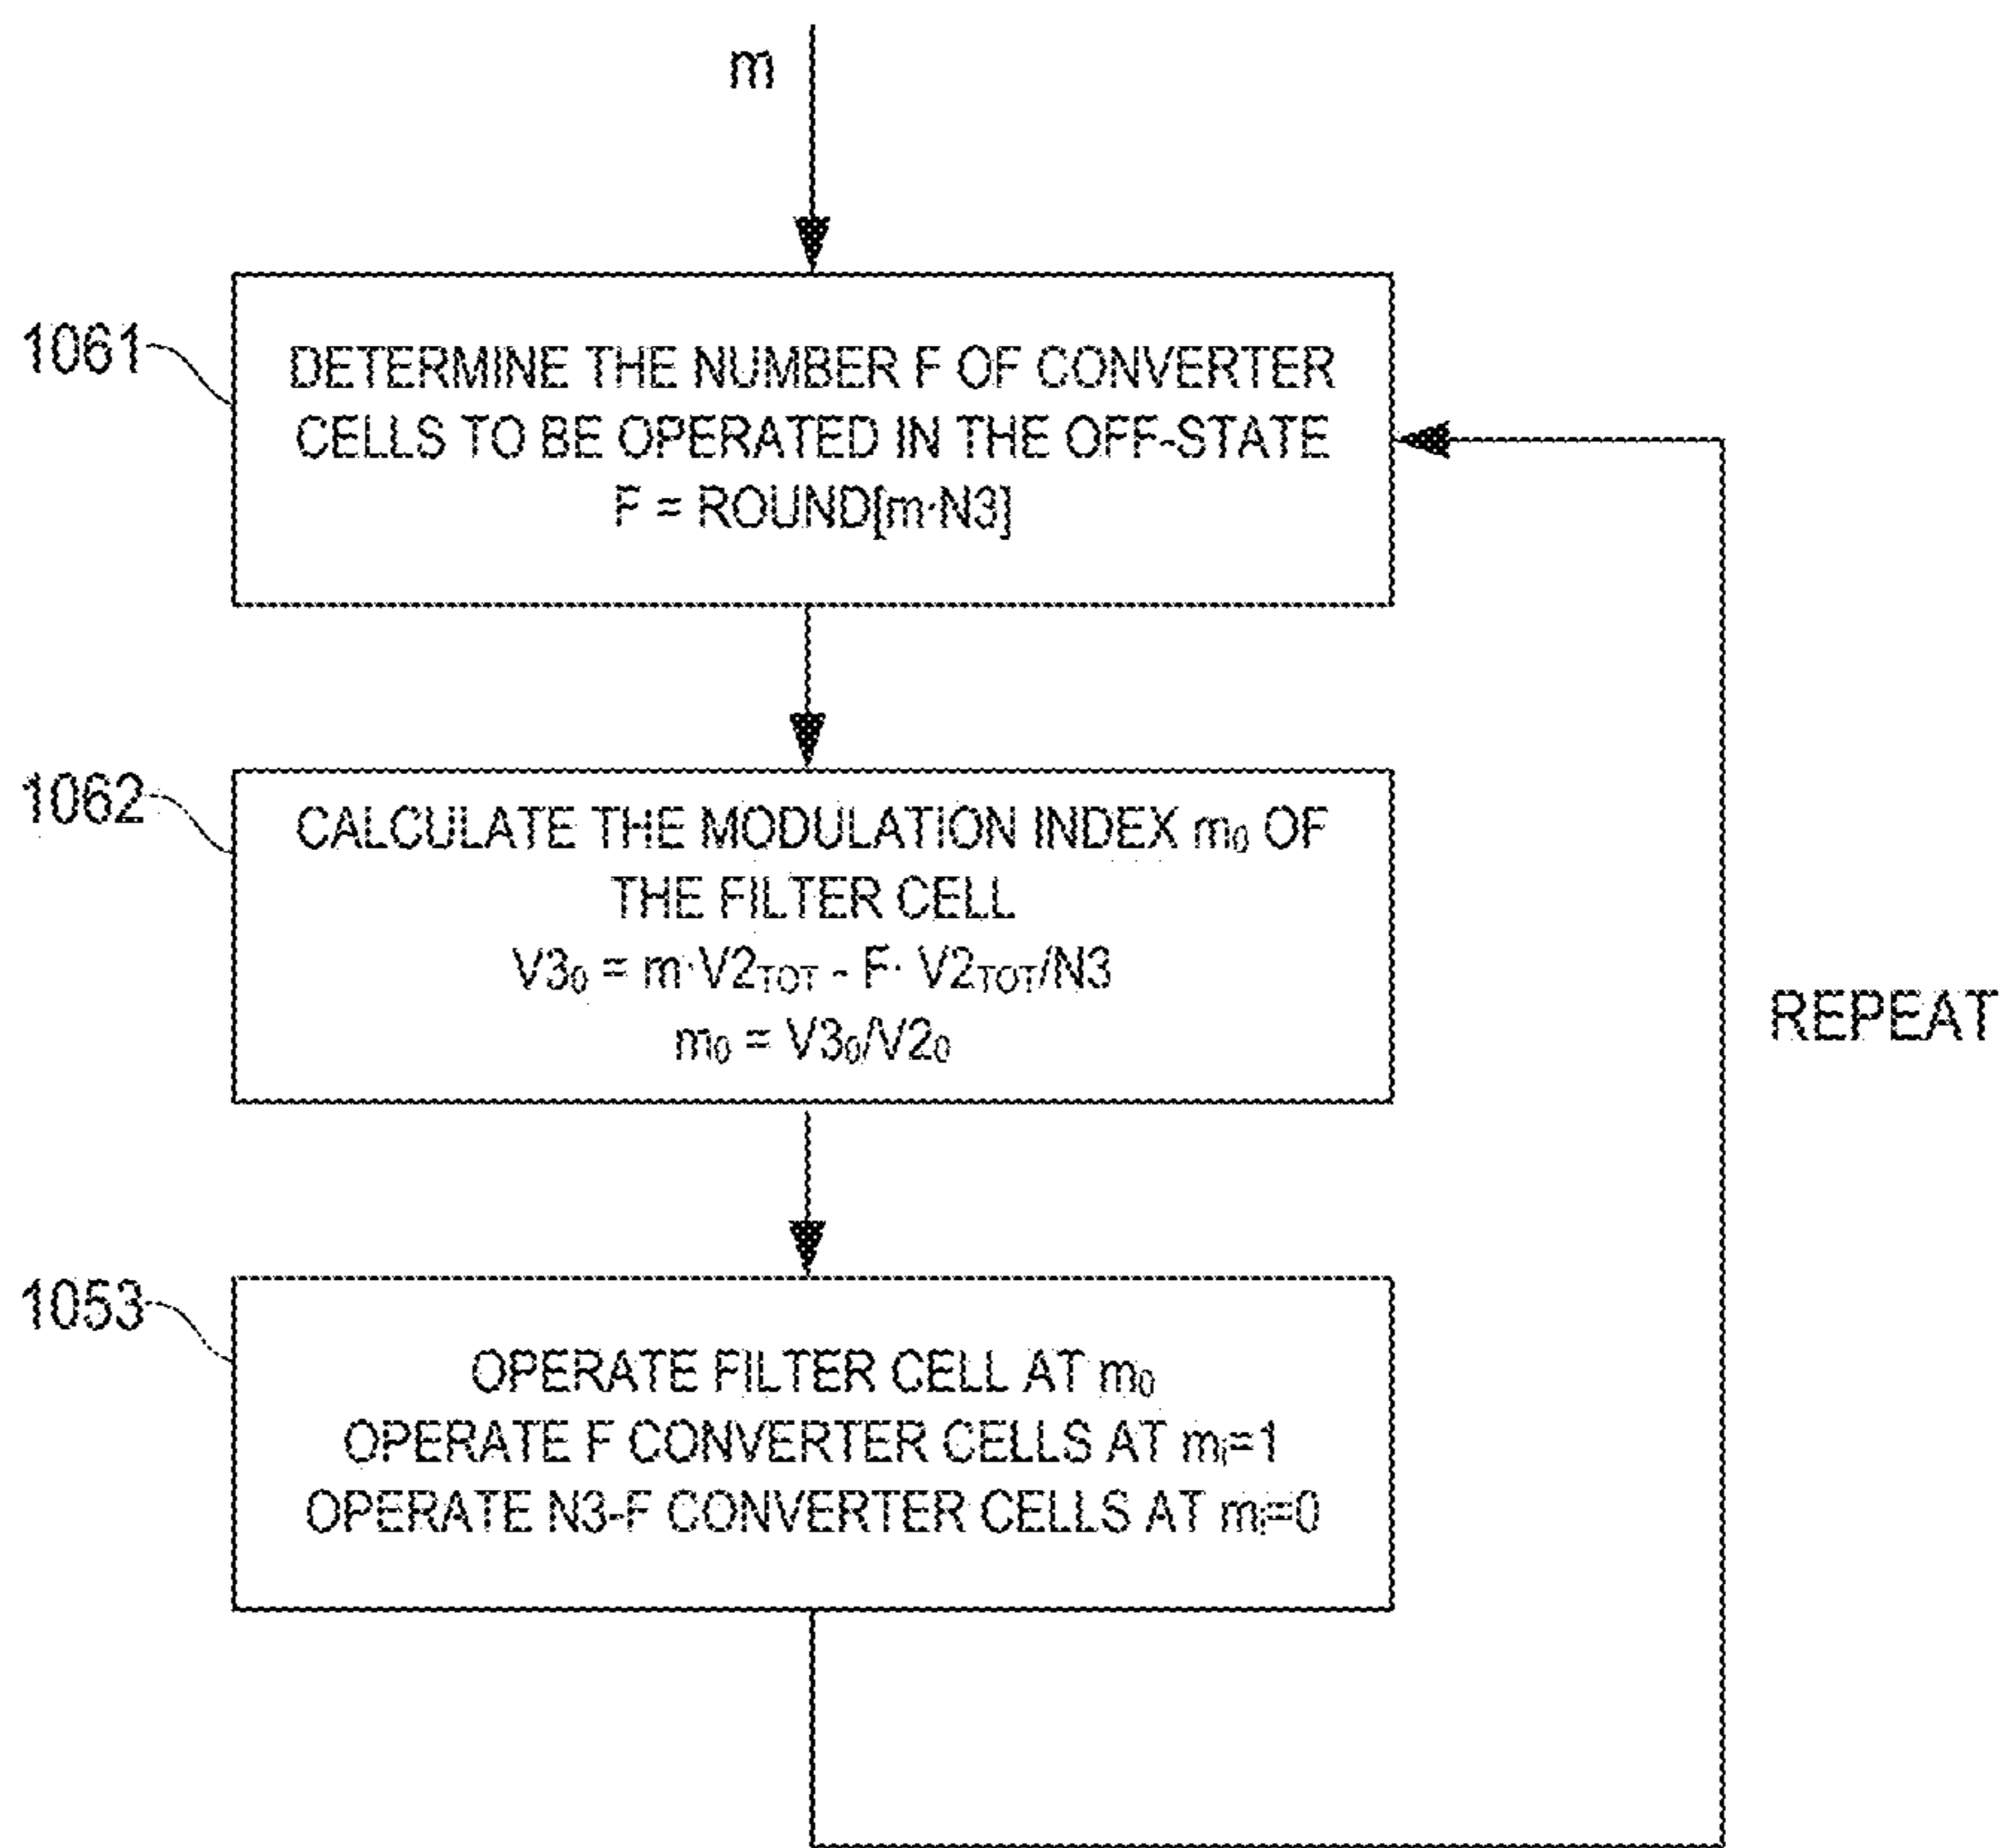 m
1061
DETERMINE THE NUMBER F OF CONVERTER
CELLS TO BE OPERATED IN THE OFF-STATE
F = ROUND[m·N3]
1062
CALCULATE THE MODULATION INDEX m₀ OF
THE FILTER CELL
V3₀ = m·V2TOT - F· V2TOT/N3
m₀ = V3₀/V2₀
REPEAT
1053
OPERATE FILTER CELL AT m₀
OPERATE F CONVERTER CELLS AT mᵢ=1
OPERATE N3-F CONVERTER CELLS AT mᵢ=0